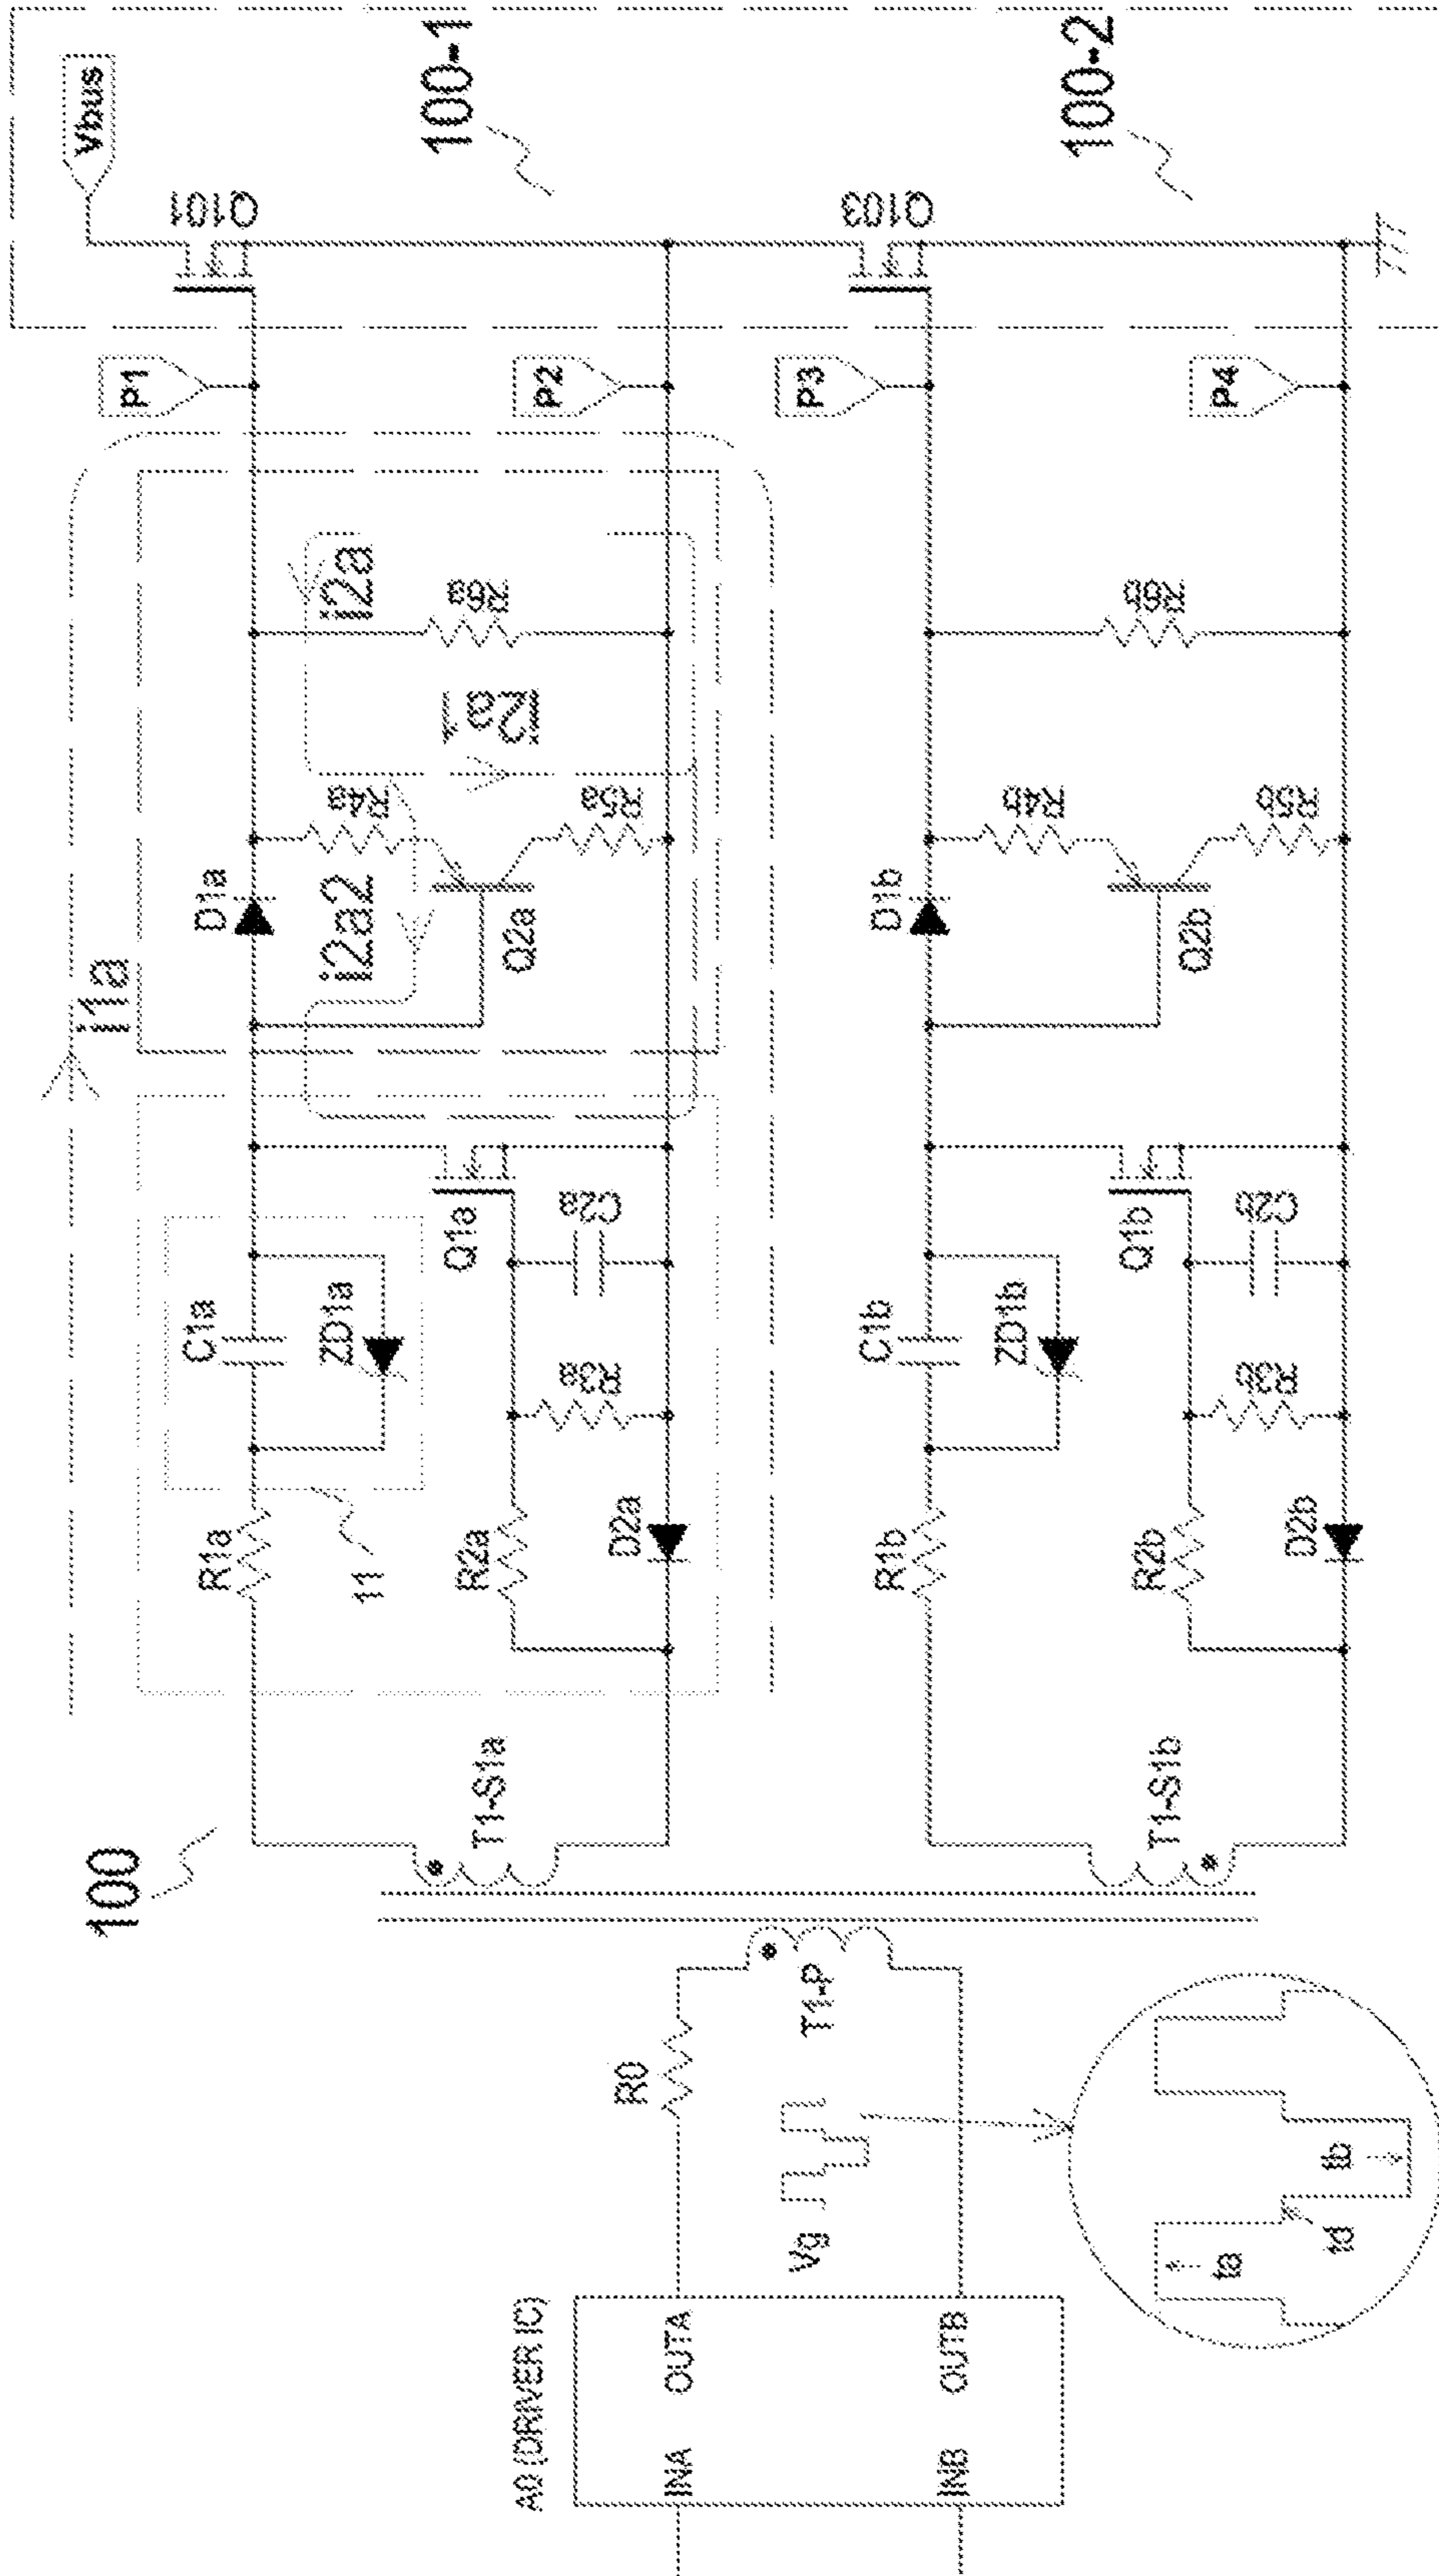 100
A0 (DRIVER IC)
INA
OUTA
INB
OUTB
R0
Vg
T1-P
ta
td
tb
T1-S1a
R1a
11
C1a
ZD1a
R2a
R3a
C2a
Q1a
D2a
i1a
D1a
i2a2
R4a
Q2a
R5a
i2a1
i2a
R6a
P1
P2
Vbus
Q101
100-1
T1-S1b
R1b
C1b
ZD1b
R2b
R3b
C2b
Q1b
D2b
D1b
R4b
Q2b
R5b
R6b
P3
P4
Q103
100-2